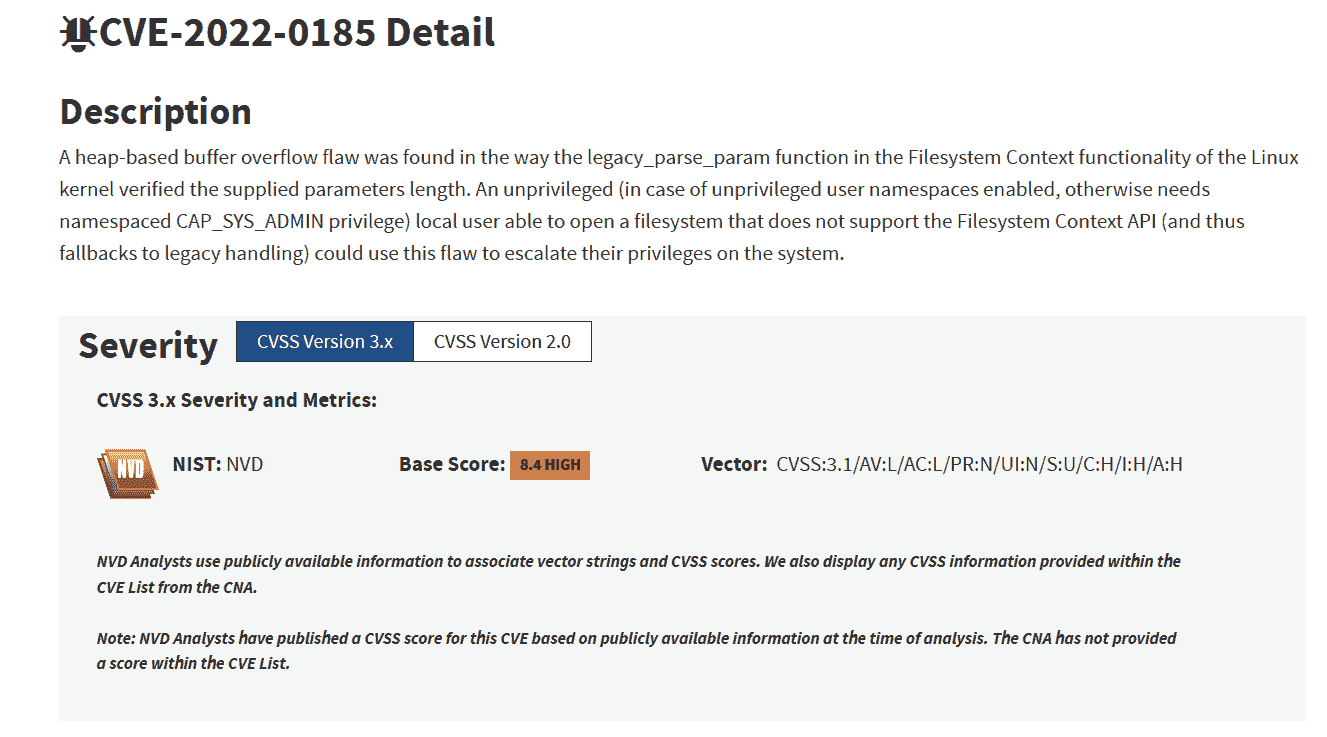 CVE-2022-0185 Detail
Description
A heap-based buffer overflow flaw was found in the way the legacy_parse_param function in the Filesystem Context functionality of the Linux
kernel verified the supplied parameters length. An unprivileged (in case of unprivileged user namespaces enabled, otherwise needs
namespaced CAP_SYS_ADMIN privilege) local user able to open a filesystem that does not support the Filesystem Context API (and thus
fallbacks to legacy handling) could use this flaw to escalate their privileges on the system.
Severity CVSS Version 3.x CVSS Version 2.0
CVSS 3.x Severity and Metrics:
NVD NIST: NVD Base Score: 8.4 HIGH Vector: CVSS:3.1/AV:L/AC:L/PR:N/UI:N/S:U/C:H/I:H/A:H
NVD Analysts use publicly available information to associate vector strings and CVSS scores. We also display any CVSS information provided within the
CVE List from the CNA.
Note: NVD Analysts have published a CVSS score for this CVE based on publicly available information at the time of analysis. The CNA has not provided
a score within the CVE List.